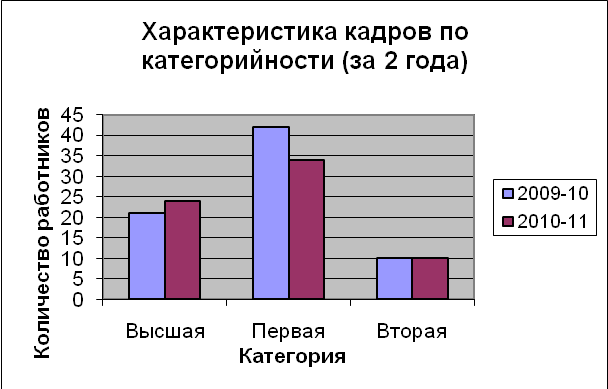 Характеристика кадров по
категорийности (за 2 года)
Количество работников
45
40
35
30
25
20
15
10
5
0
Высшая
Первая
Вторая
Категория
2009-10
2010-11